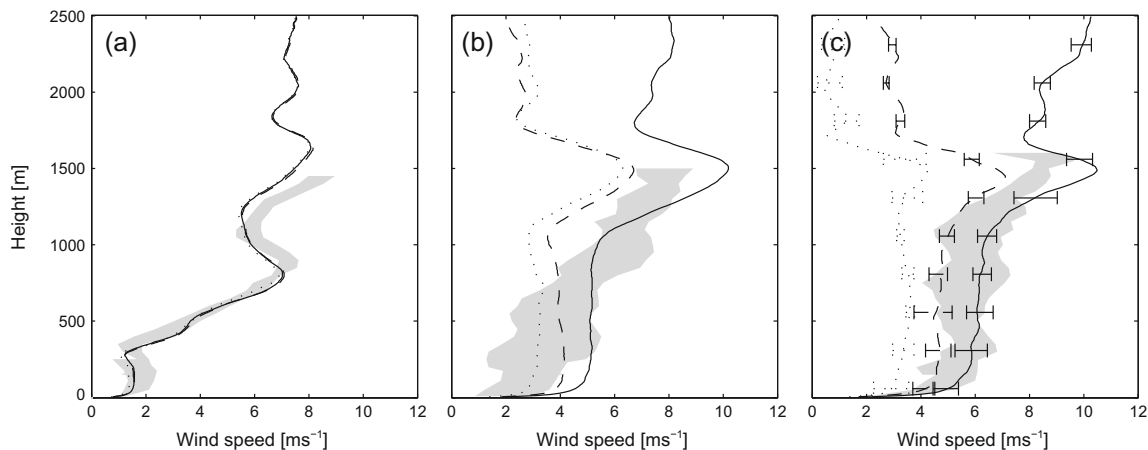 2500
2000
1500
1000
500
0
Height [m]
(a)
(b)
(c)
0 2 4 6 8 10 12
0 2 4 6 8 10 12
0 2 4 6 8 10 12
Wind speed [ms⁻¹]
Wind speed [ms⁻¹]
Wind speed [ms⁻¹]